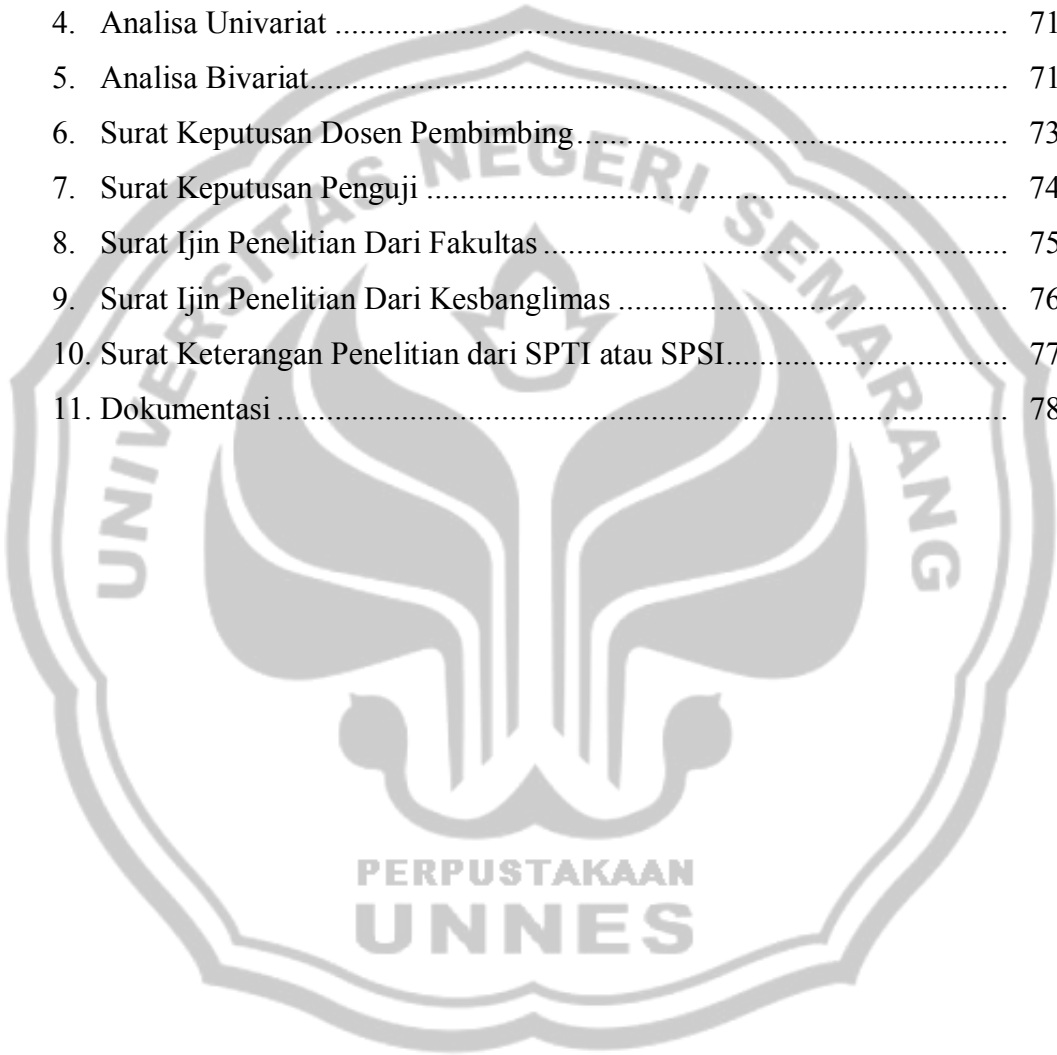 4. Analisa Univariat ........................................................................................ 71
5. Analisa Bivariat........................................................................................... 71
6. Surat Keputusan Dosen Pembimbing......................................................... 73
7. Surat Keputusan Penguji ............................................................................ 74
8. Surat Ijin Penelitian Dari Fakultas ............................................................. 75
9. Surat Ijin Penelitian Dari Kesbanglimas .................................................... 76
10. Surat Keterangan Penelitian dari SPTI atau SPSI..................................... 77
11. Dokumentasi ................................................................................................ 78
UNIVERSITAS NEGERI SEMARANG
PERPUSTAKAAN
UNNES